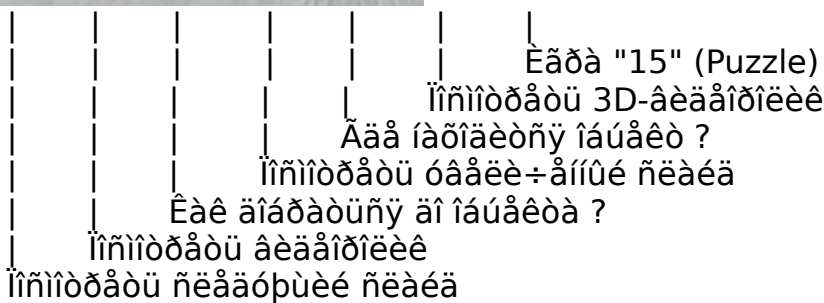 Èãðà "15" (Puzzle)
Ïîñìîòðåòü 3D-âèäåîðîëèê
Ãäå íàõîäèòñÿ îáúåêò ?
Ïîñìîòðåòü óâåëè÷åííûé ñëàéä
Êàê äîáðàòüñÿ äî îáúåêòà ?
Ïîñìîòðåòü âèäåîðîëèê
Ïîñìîòðåòü ñëåäóþùèé ñëàéä